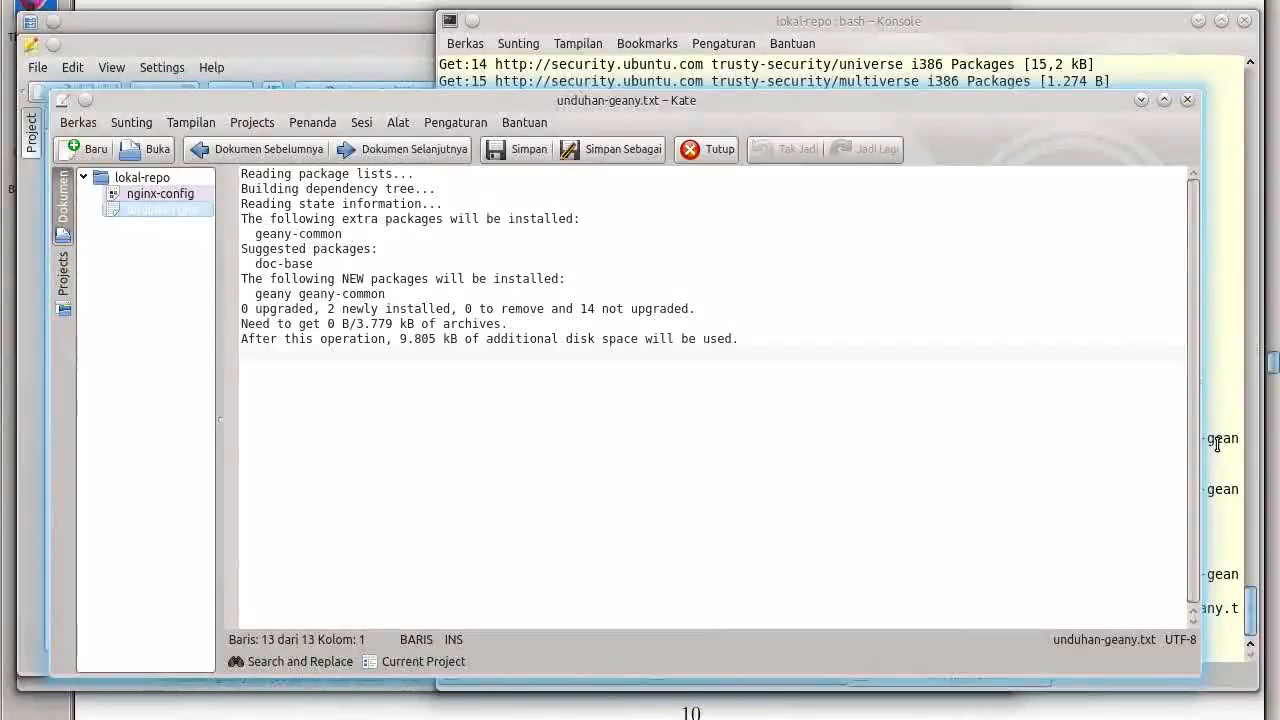 lokal-repo : bash – Konsole
Berkas Sunting Tampilan Bookmarks Pengaturan Bantuan
Get:14 http://security.ubuntu.com trusty-security/universe i386 Packages [15,2 kB]
Get:15 http://security.ubuntu.com trusty-security/multiverse i386 Packages [1.274 B]
File Edit View Settings Help
Project
unduhan-geany.txt – Kate
Berkas Sunting Tampilan Projects Penanda Sesi Alat Pengaturan Bantuan
Baru Buka Dokumen Sebelumnya Dokumen Selanjutnya Simpan Simpan Sebagai Tutup Tak Jadi Jadi Lagi
Dokumen
Projects
lokal-repo
nginx-config
Reading package lists...
Building dependency tree...
Reading state information...
The following extra packages will be installed:
geany-common
Suggested packages:
doc-base
The following NEW packages will be installed:
geany geany-common
0 upgraded, 2 newly installed, 0 to remove and 14 not upgraded.
Need to get 0 B/3.779 kB of archives.
After this operation, 9.805 kB of additional disk space will be used.
-gean
-gean
-gean
any.t
Baris: 13 dari 13 Kolom: 1 BARIS INS unduhan-geany.txt UTF-8
Search and Replace Current Project
10